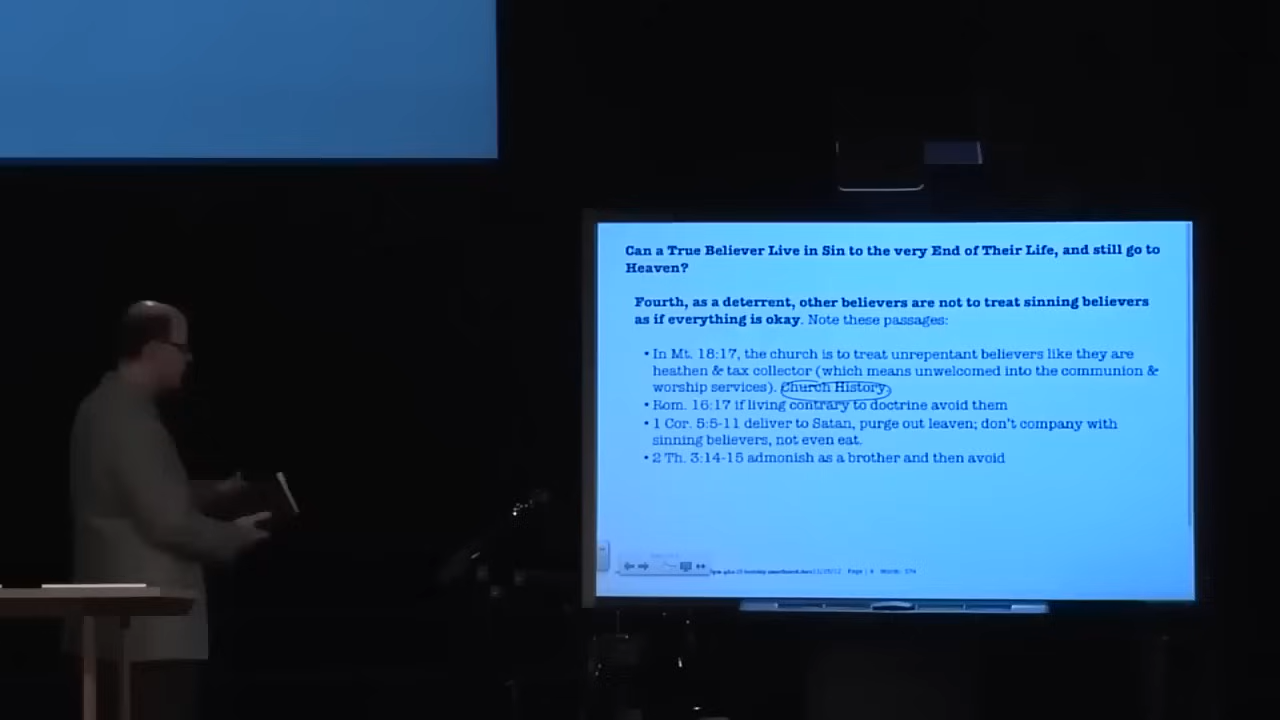 Can a True Believer Live in Sin to the very End of Their Life, and still go to
Heaven?
Fourth, as a deterrent, other believers are not to treat sinning believers
as if everything is okay. Note these passages:
• In Mt. 18:17, the church is to treat unrepentant believers like they are
heathen & tax collector (which means unwelcomed into the communion &
worship services). Church History.
• Rom. 16:17 if living contrary to doctrine avoid them
• 1 Cor. 5:5-11 deliver to Satan, purge out leaven; don't company with
sinning believers, not even eat.
• 2 Th. 3:14-15 admonish as a brother and then avoid
Page |